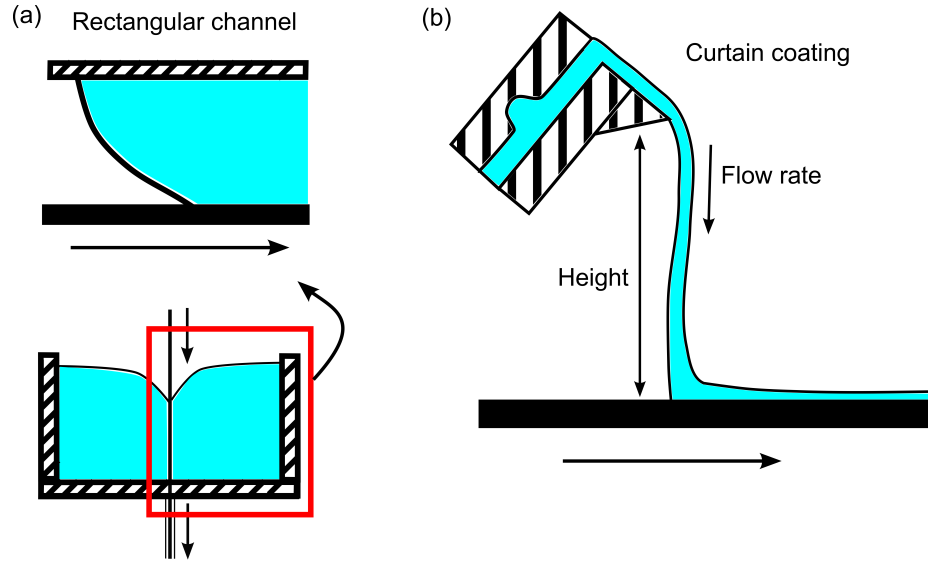 (a)
Rectangular channel
(b)
Curtain coating
Flow rate
Height